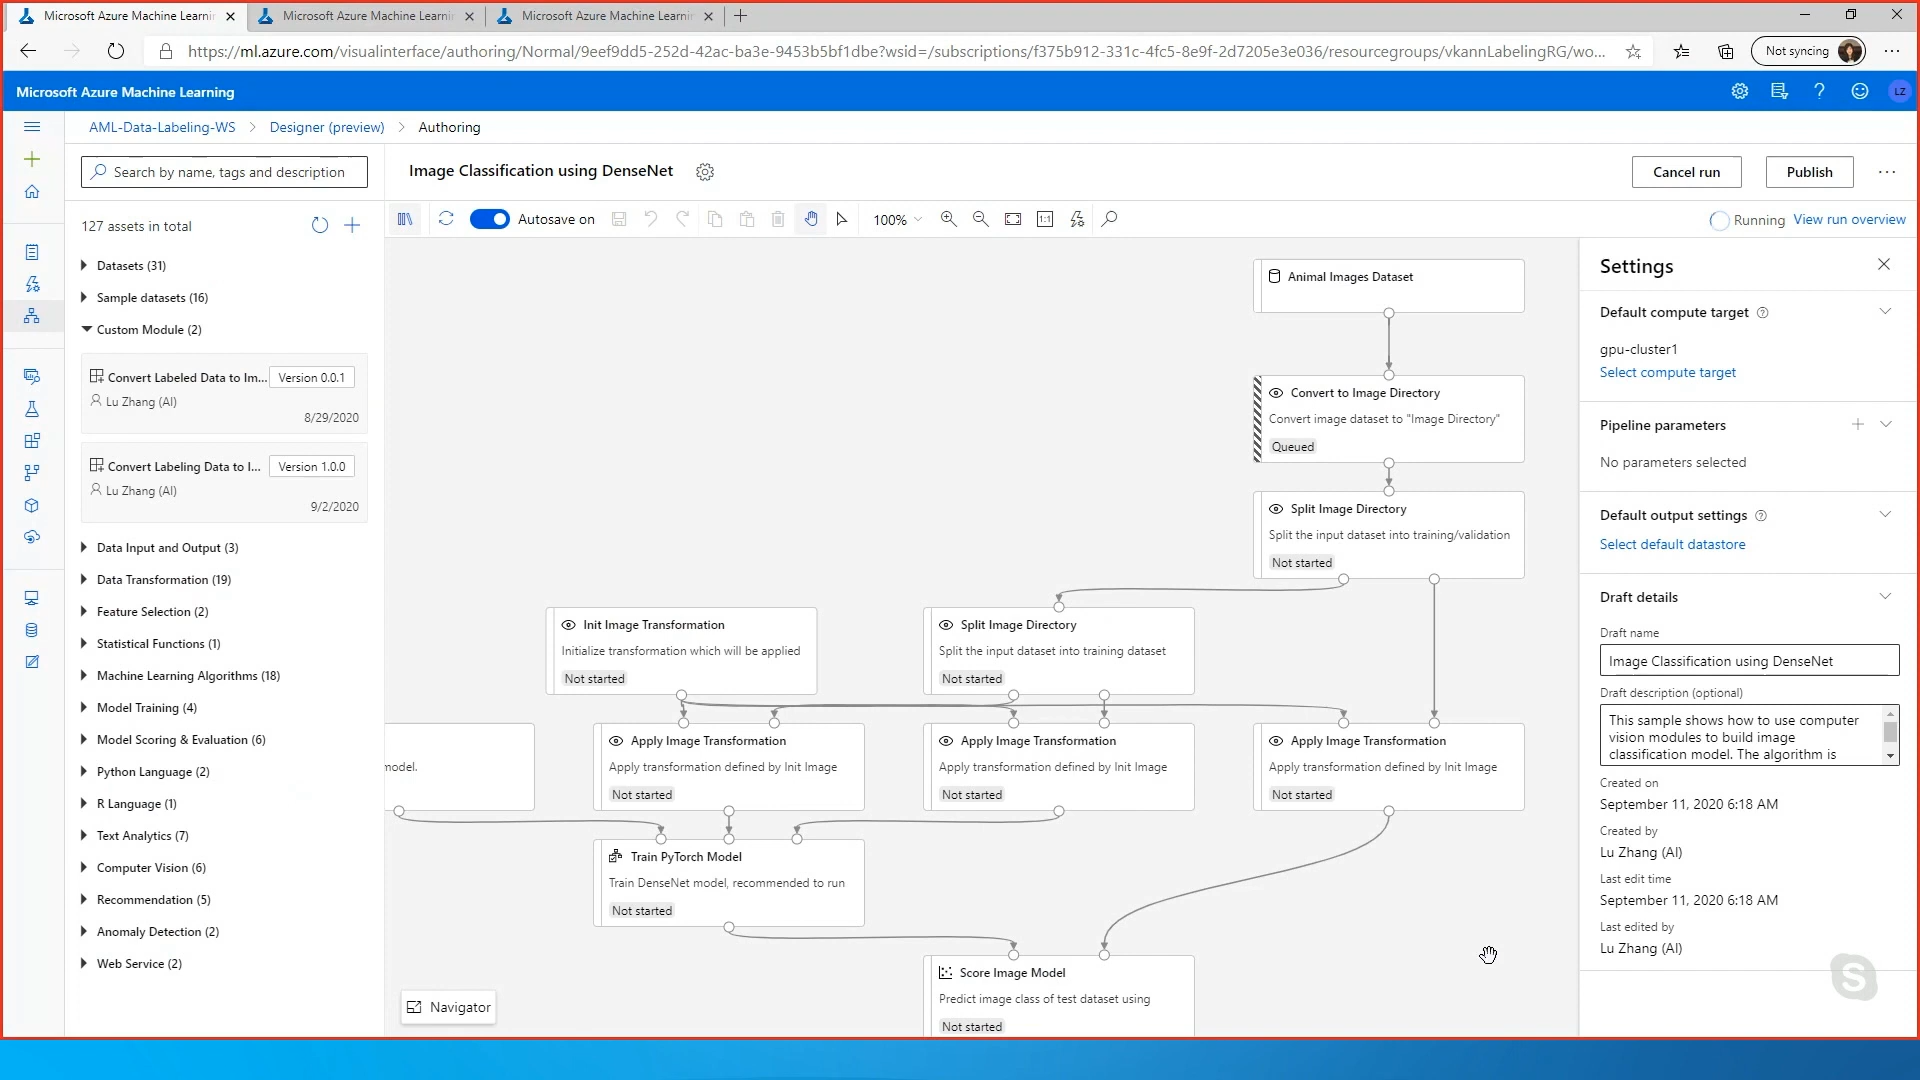 Microsoft Azure Machine Learnin
Microsoft Azure Machine Learnin
Microsoft Azure Machine Learnin
https://ml.azure.com/visualinterface/authoring/Normal/9eef9dd5-252d-42ac-ba3e-9453b5bf1dbe?wsid=/subscriptions/f375b912-331c-4fc5-8e9f-2d7205e3e036/resourcegroups/vkannLabelingRG/wo...
Not syncing
Microsoft Azure Machine Learning
LZ
AML-Data-Labeling-WS > Designer (preview) > Authoring
Search by name, tags and description
Image Classification using DenseNet
Cancel run
Publish
127 assets in total
Autosave on
100%
1:1
Running
View run overview
Datasets (31)
Sample datasets (16)
Custom Module (2)
Convert Labeled Data to Im...
Version 0.0.1
Lu Zhang (AI)
8/29/2020
Convert Labeling Data to I...
Version 1.0.0
Lu Zhang (AI)
9/2/2020
Data Input and Output (3)
Data Transformation (19)
Feature Selection (2)
Statistical Functions (1)
Machine Learning Algorithms (18)
Model Training (4)
Model Scoring & Evaluation (6)
Python Language (2)
R Language (1)
Text Analytics (7)
Computer Vision (6)
Recommendation (5)
Anomaly Detection (2)
Web Service (2)
Animal Images Dataset
Convert to Image Directory
Convert image dataset to "Image Directory"
Queued
Split Image Directory
Split the input dataset into training/validation
Not started
Init Image Transformation
Initialize transformation which will be applied
Not started
Split Image Directory
Split the input dataset into training dataset
Not started
model.
Apply Image Transformation
Apply transformation defined by Init Image
Not started
Apply Image Transformation
Apply transformation defined by Init Image
Not started
Apply Image Transformation
Apply transformation defined by Init Image
Not started
Train PyTorch Model
Train DenseNet model, recommended to run
Not started
Score Image Model
Predict image class of test dataset using
Not started
Navigator
Settings
Default compute target
gpu-cluster1
Select compute target
Pipeline parameters
No parameters selected
Default output settings
Select default datastore
Draft details
Draft name
Image Classification using DenseNet
Draft description (optional)
This sample shows how to use computer
vision modules to build image
classification model. The algorithm is
Created on
September 11, 2020 6:18 AM
Created by
Lu Zhang (AI)
Last edit time
September 11, 2020 6:18 AM
Last edited by
Lu Zhang (AI)